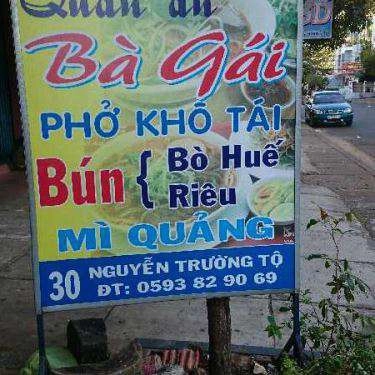 Quán ăn
Bà Gái
PHỞ KHÔ TÁI
Bún { Bò Huế
Riêu
MÌ QUẢNG
30 NGUYỄN TRƯỜNG TỘ
ĐT: 0593 82 90 69